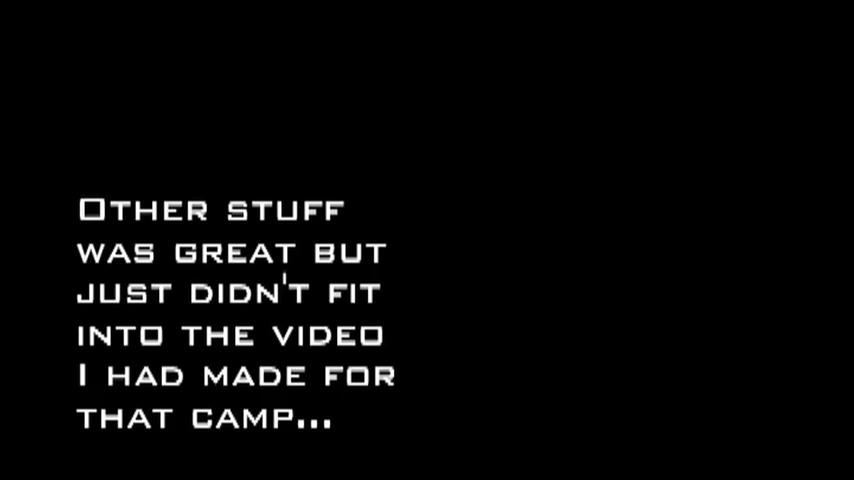 Other stuff
was great but
just didn't fit
into the video
I had made for
that camp...